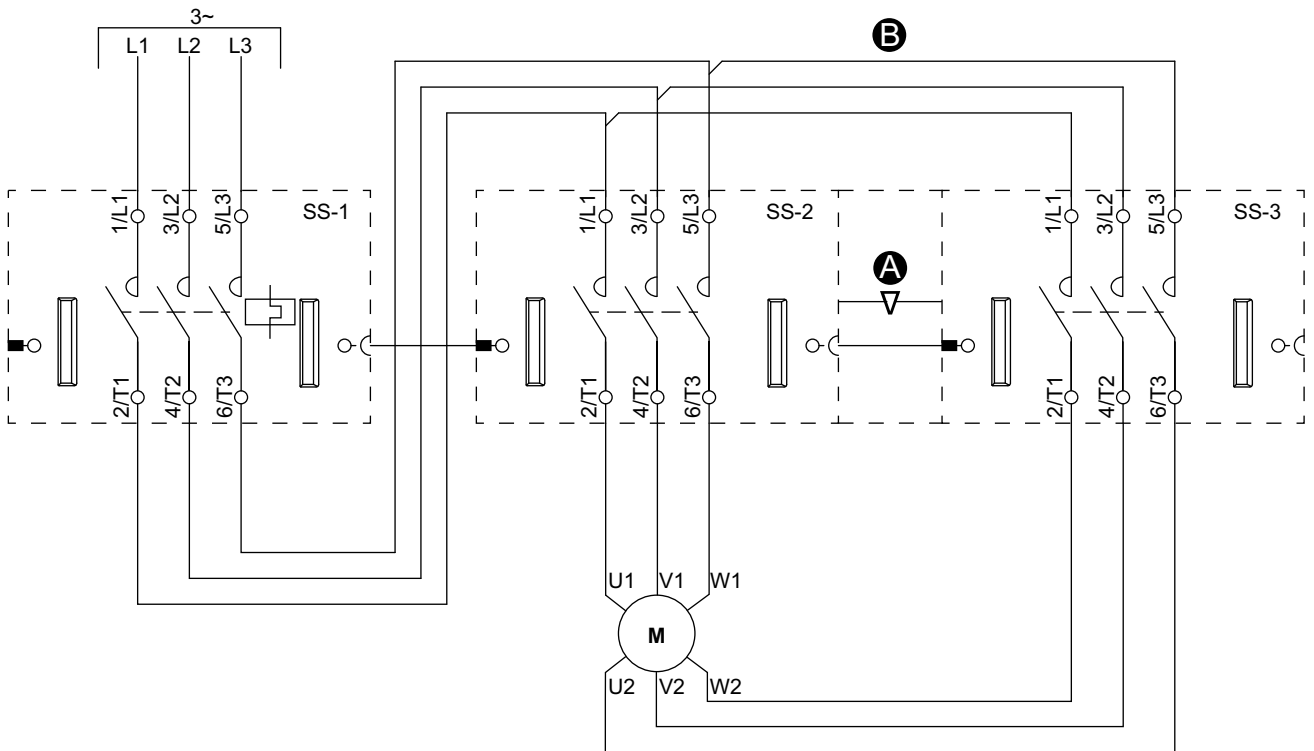 3~
L1 L2 L3
B
1/L1 3/L2 5/L3 SS-1
1/L1 3/L2 5/L3 SS-2
A
1/L1 3/L2 5/L3 SS-3
2/T1 4/T2 6/T3
2/T1 4/T2 6/T3
2/T1 4/T2 6/T3
U1 V1 W1
M
U2 V2 W2